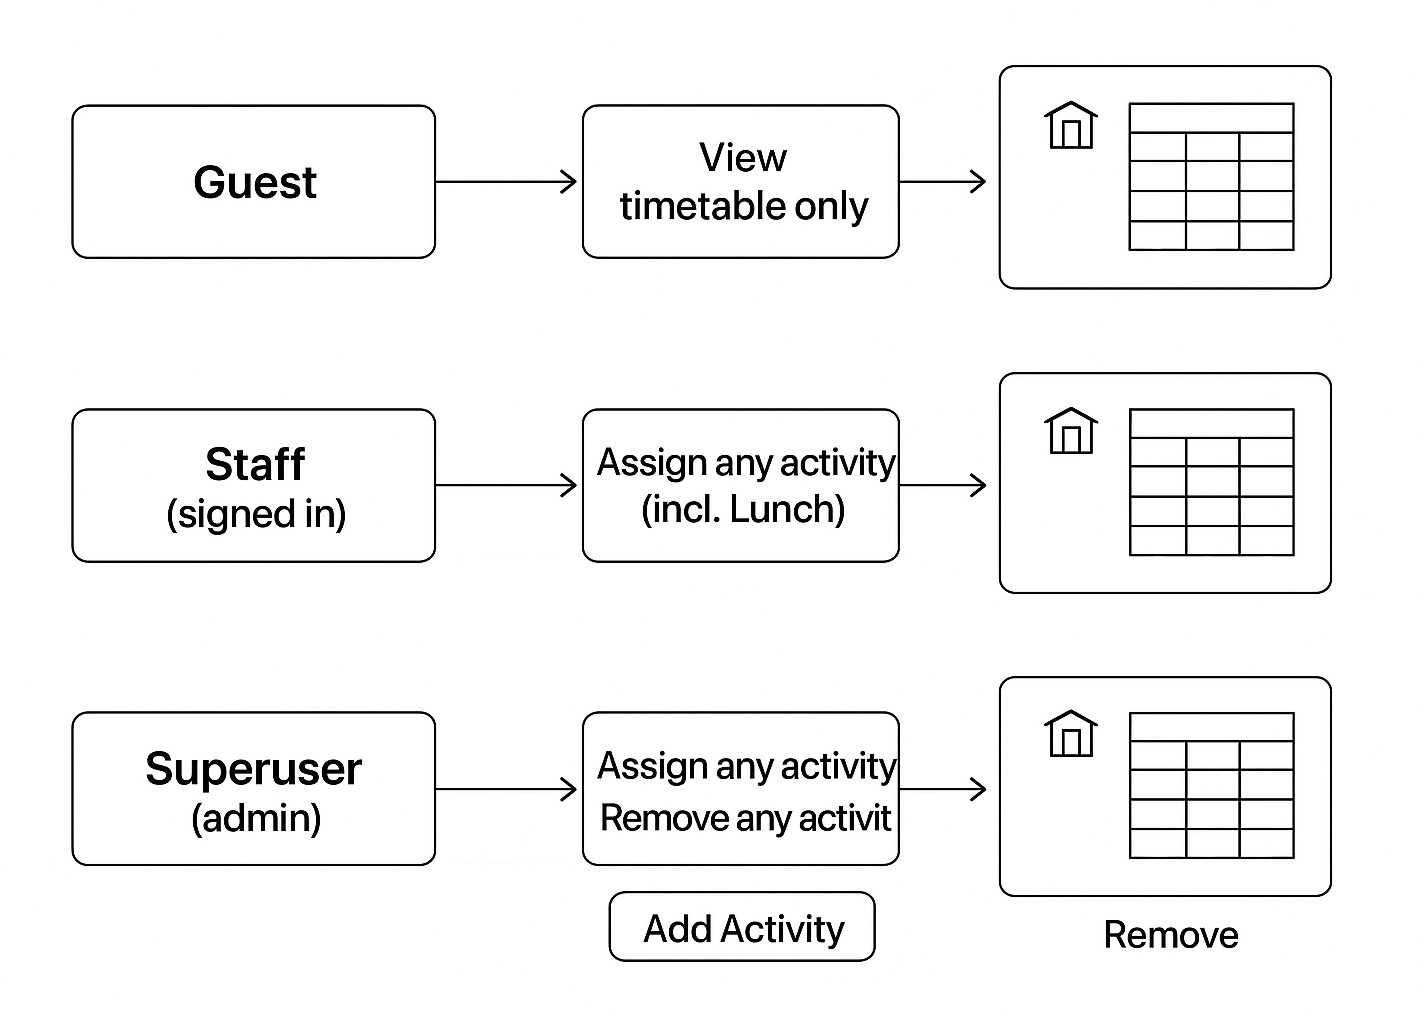 Guest
View
timetable only
Staff
(signed in)
Assign any activity
(incl. Lunch)
Superuser
(admin)
Assign any activity
Remove any activit
Add Activity
Remove